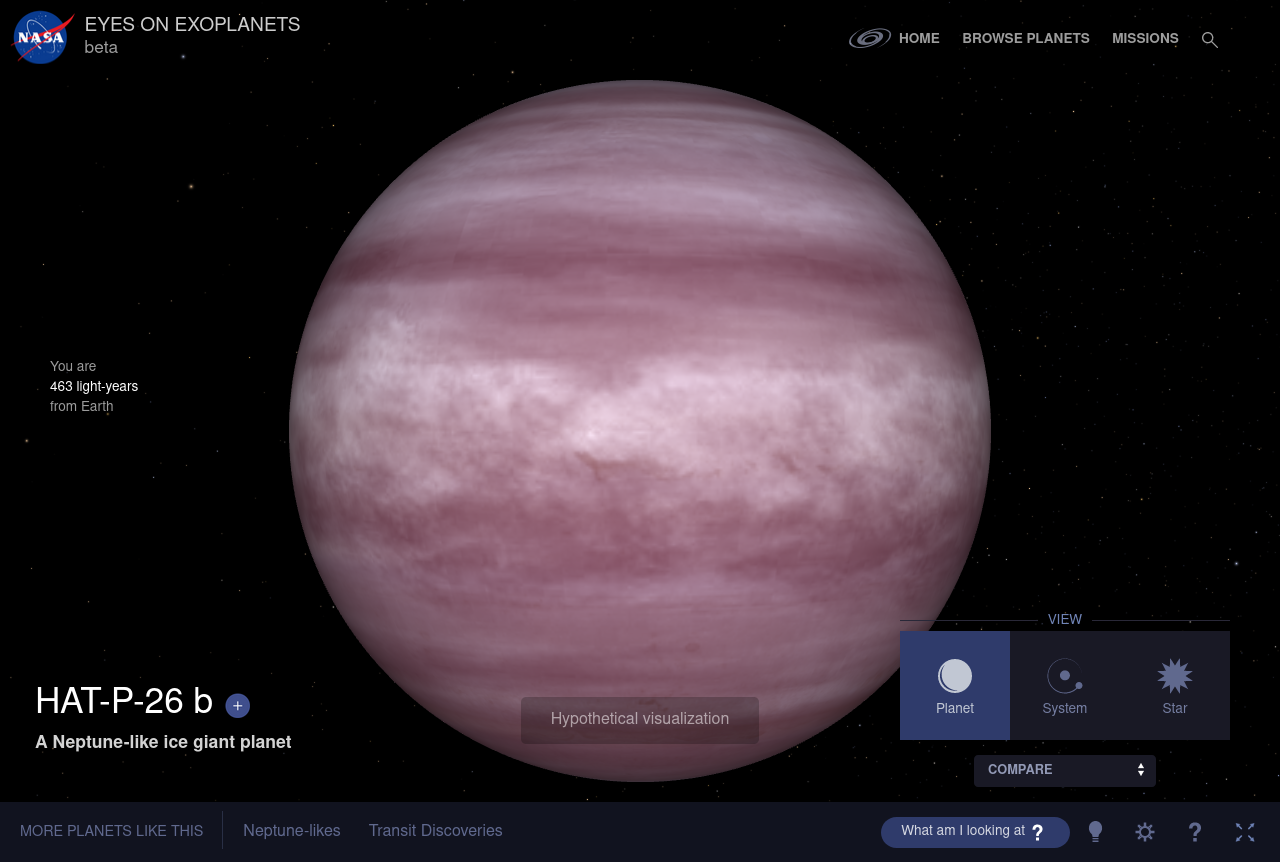 NASA
EYES ON EXOPLANETS
beta
HOME
BROWSE PLANETS
MISSIONS
You are
463 light-years
from Earth
VIEW
Planet
System
Star
HAT-P-26 b +
A Neptune-like ice giant planet
Hypothetical visualization
COMPARE
MORE PLANETS LIKE THIS
Neptune-likes
Transit Discoveries
What am I looking at ?
?